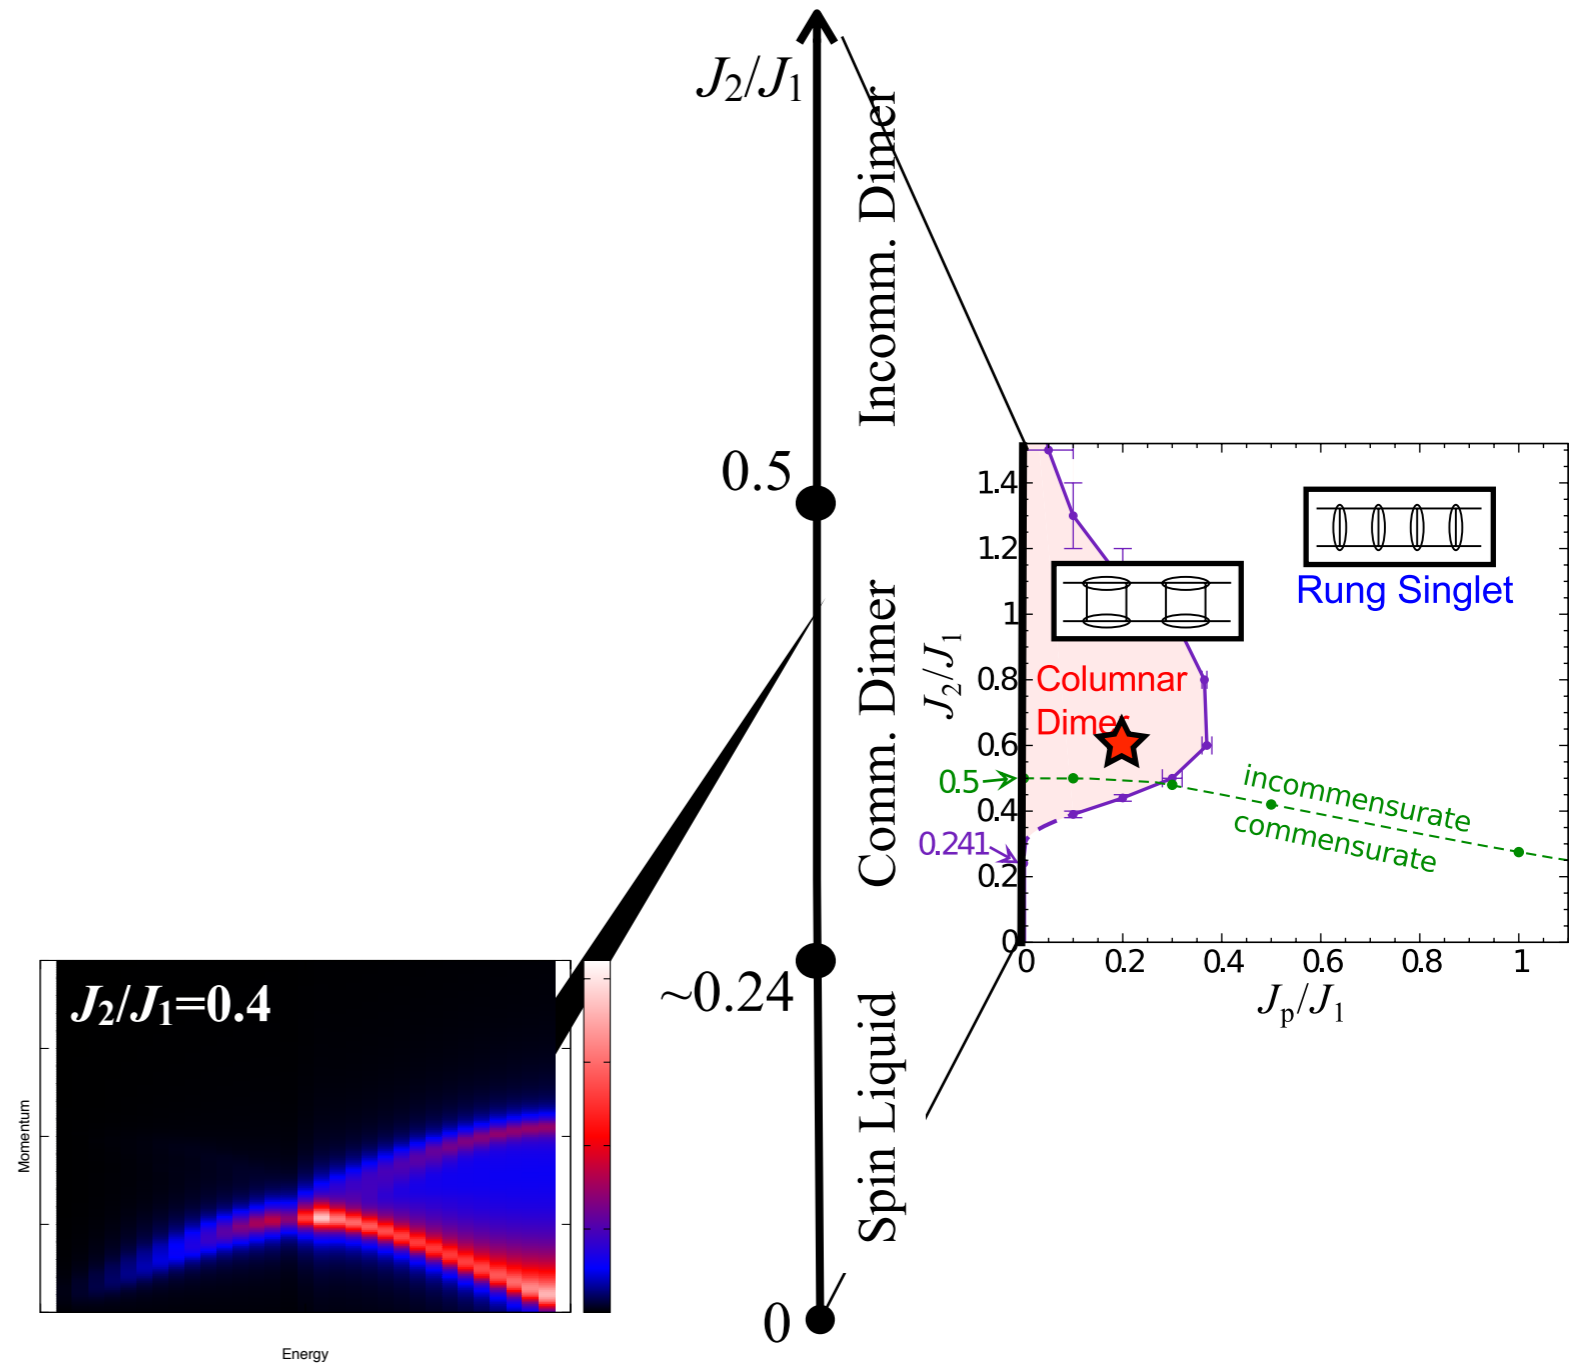 J2/J1
Incomm. Dimer
0.5
Comm. Dimer
~0.24
Spin Liquid
0
J2/J1=0.4
Momentum
Energy
1.4
1.2
1
0.8
0.6
0.4
0.2
0
J2/J1
0.5
0.241
Rung Singlet
Columnar
Dimer
incommensurate
commensurate
0 0.2 0.4 0.6 0.8 1
Jp/J1